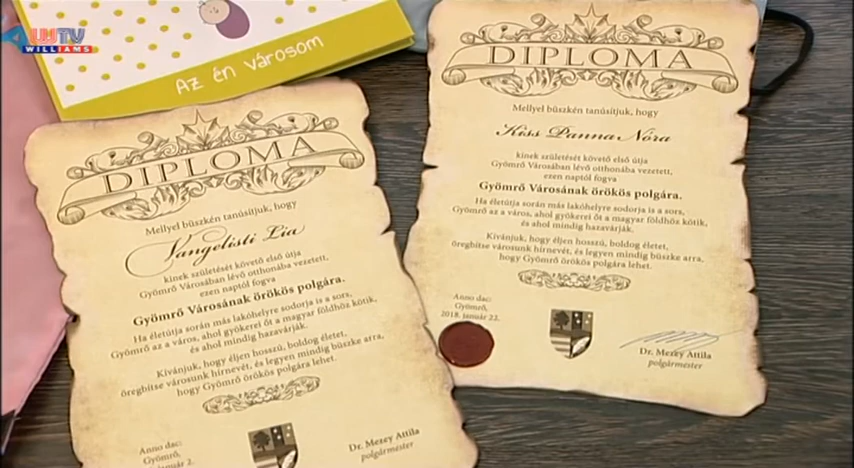 UHTV
WILLIAMS
Az én városom
DIPLOMA
Mellyel büszkén tanúsítjuk, hogy
Vangelisti Lia
kinek születését követő első útja
Gyömrő Városában lévő otthonába vezetett,
ezen naptól fogva
Gyömrő Városának örökös polgára.
Ha életútja során más lakóhelyre sodorja is a sors,
Gyömrő az a város, ahol gyökerei őt a magyar földhöz kötik,
és ahol mindig hazavárják.
Kívánjuk, hogy éljen hosszú, boldog életet,
öregbítse városunk hírnevét, és legyen mindig büszke arra,
hogy Gyömrő Városának örökös polgára lehet.
Anno dac:
Gyömrő,
január 2.
Dr. Mezey Attila
polgármester
DIPLOMA
Mellyel büszkén tanúsítjuk, hogy
Kiss Panna Nóra
kinek születését követő első útja
Gyömrő Városában lévő otthonába vezetett,
ezen naptól fogva
Gyömrő Városának örökös polgára.
Ha életútja során más lakóhelyre sodorja is a sors,
Gyömrő az a város, ahol gyökerei őt a magyar földhöz kötik,
és ahol mindig hazavárják.
Kívánjuk, hogy éljen hosszú, boldog életet,
öregbítse városunk hírnevét, és legyen mindig büszke arra,
hogy Gyömrő Városának örökös polgára lehet.
Anno dac:
Gyömrő,
2018. január 22.
Dr. Mezey Attila
polgármester